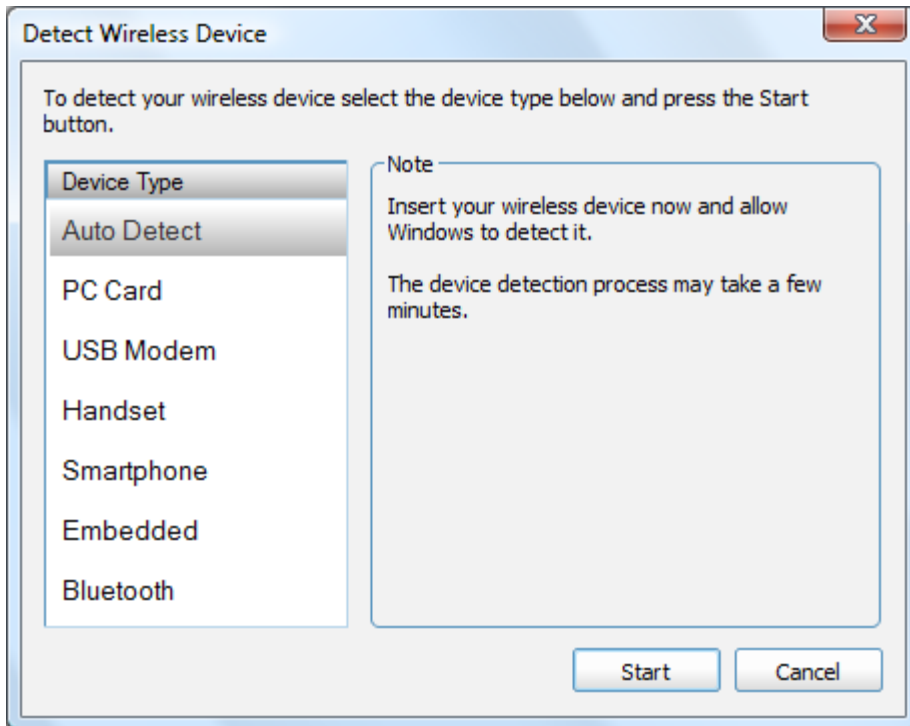 Detect Wireless Device
To detect your wireless device select the device type below and press the Start
button.
Device Type
Auto Detect
PC Card
USB Modem
Handset
Smartphone
Embedded
Bluetooth
Note
Insert your wireless device now and allow
Windows to detect it.
The device detection process may take a few
minutes.
Start
Cancel